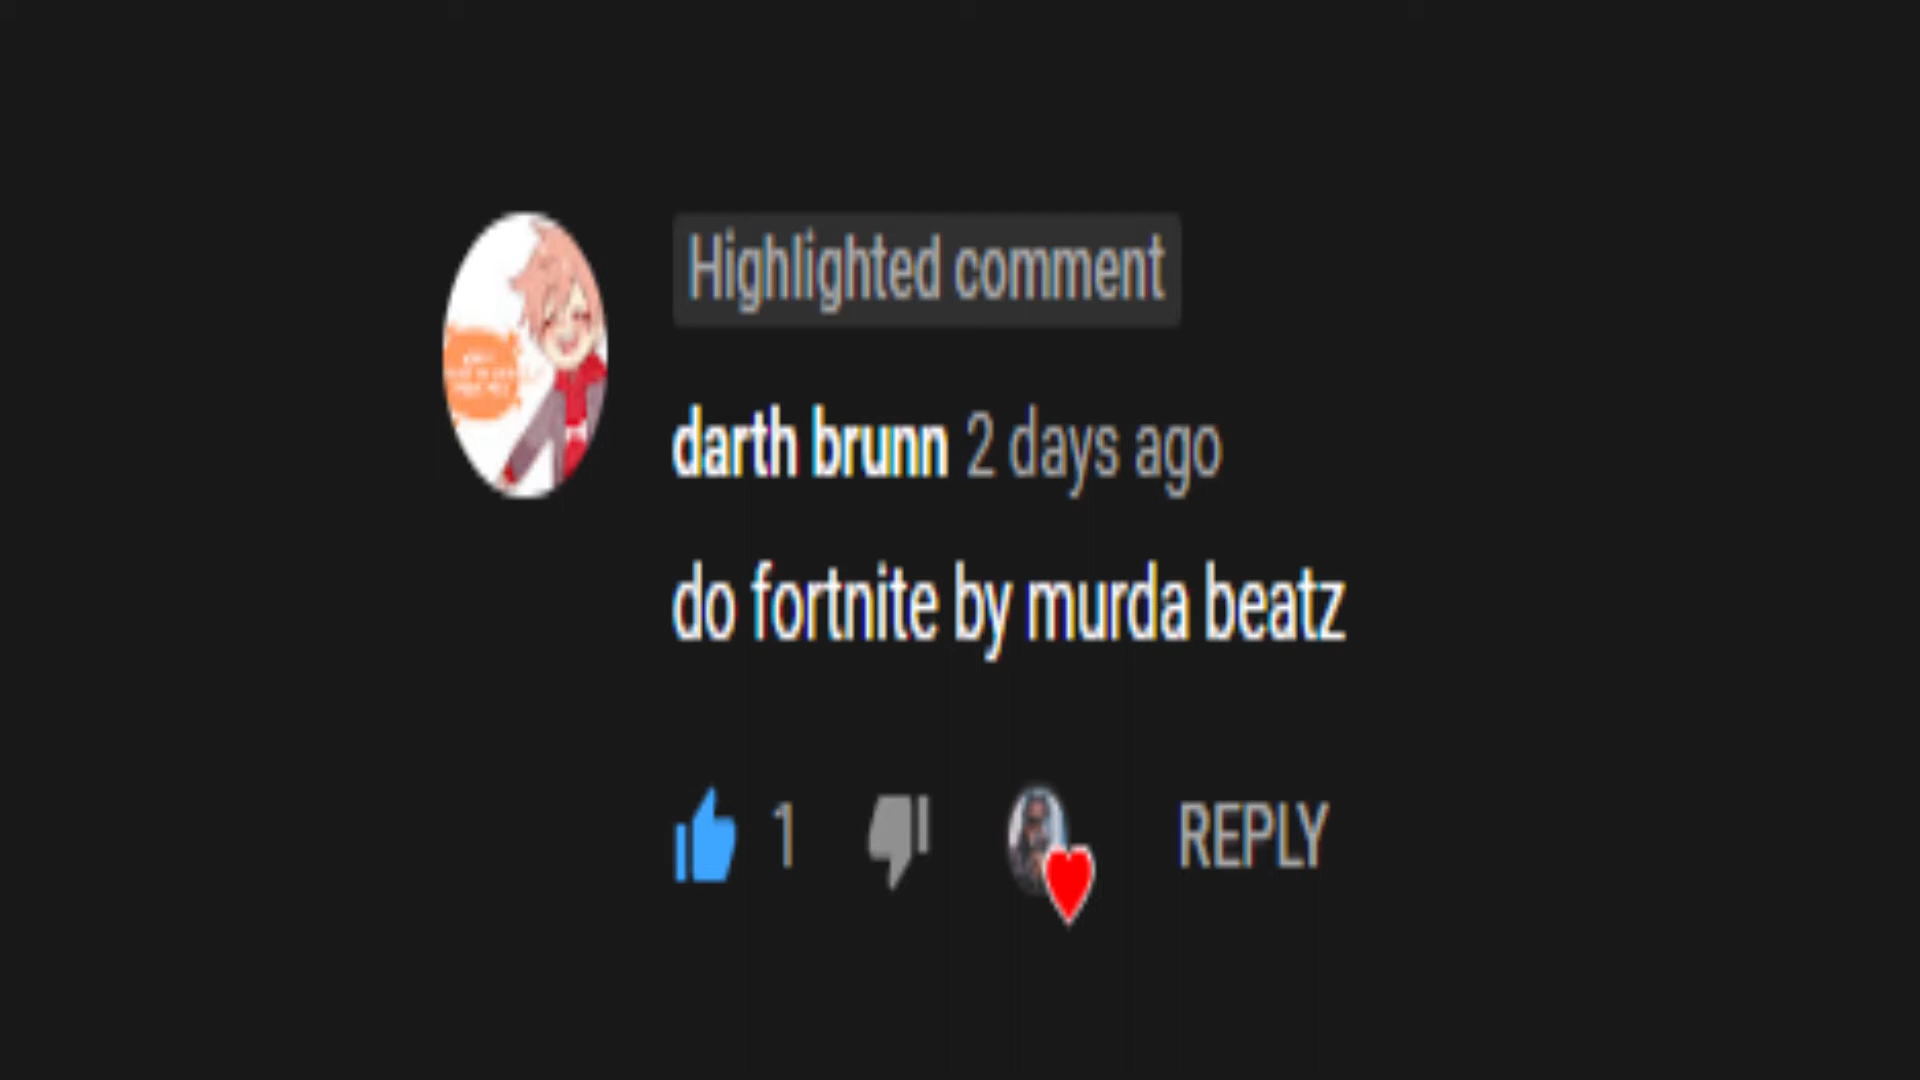 Highlighted comment
darth brunn 2 days ago
do fortnite by murda beatz
1 REPLY